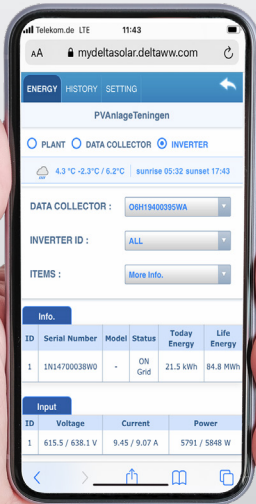 Telekom.de LTE 11:43
AA mydeltasolar.deltaww.com
ENERGY HISTORY SETTING
PVAnlageTeningen
PLANT DATA COLLECTOR INVERTER
4.3 °C -2.3°C / 6.2°C sunrise 05:32 sunset 17:43
DATA COLLECTOR : O6H19400395WA
INVERTER ID : ALL
ITEMS : More Info.
Info.
ID Serial Number Model Status Today Energy Life Energy
1 1N14700038W0 - ON Grid 21.5 kWh 84.8 MWh
Input
ID Voltage Current Power
1 615.5 / 638.1 V 9.45 / 9.07 A 5791 / 5848 W